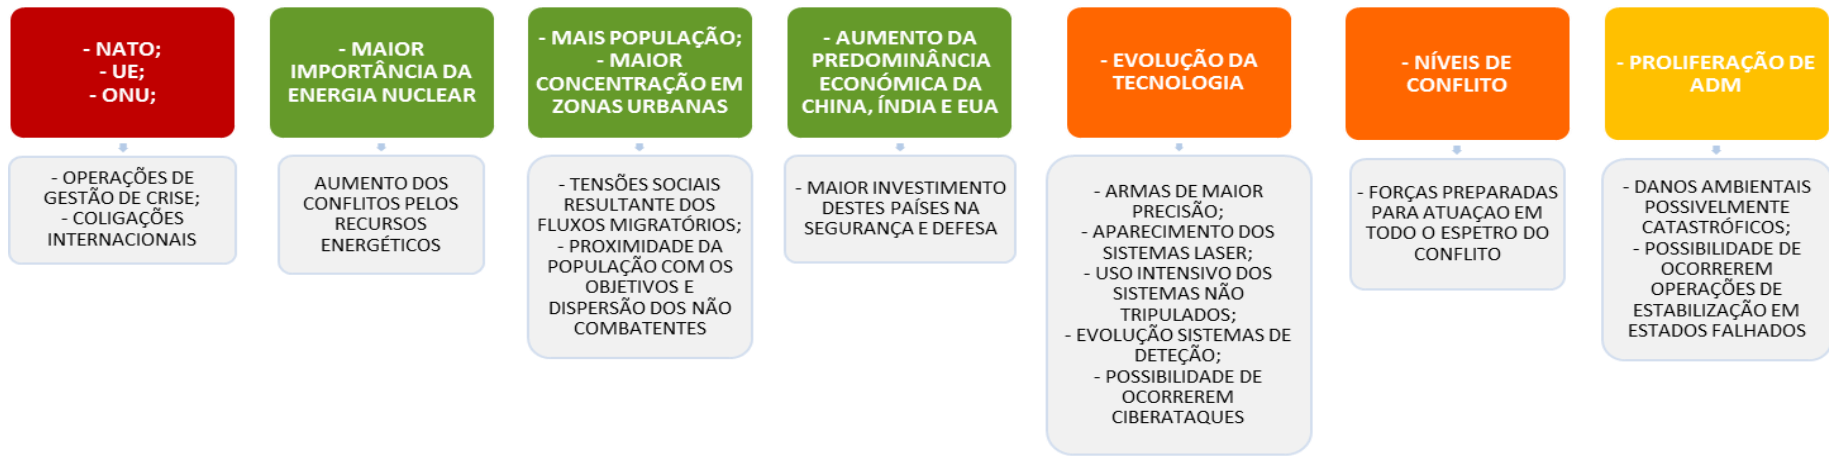 - NATO;
- UE;
- ONU;
- OPERAÇÕES DE
GESTÃO DE CRISE;
- COLIGAÇÕES
INTERNACIONAIS
- MAIOR
IMPORTÂNCIA DA
ENERGIA NUCLEAR
AUMENTO DOS
CONFLITOS PELOS
RECURSOS
ENERGÉTICOS
- MAIS POPULAÇÃO;
- MAIOR
CONCENTRAÇÃO EM
ZONAS URBANAS
- TENSÕES SOCIAIS
RESULTANTE DOS
FLUXOS MIGRATÓRIOS;
- PROXIMIDADE DA
POPULAÇÃO COM OS
OBJETIVOS E
DISPERSÃO DOS NÃO
COMBATENTES
- AUMENTO DA
PREDOMINÂNCIA
ECONÓMICA DA
CHINA, ÍNDIA E EUA
- MAIOR INVESTIMENTO
DESTES PAÍSES NA
SEGURANÇA E DEFESA
- EVOLUÇÃO DA
TECNOLOGIA
- ARMAS DE MAIOR
PRECISÃO;
- APARECIMENTO DOS
SISTEMAS LASER;
- USO INTENSIVO DOS
SISTEMAS NÃO
TRIPULADOS;
- EVOLUÇÃO SISTEMAS DE
DETEÇÃO;
- POSSIBILIDADE DE
OCORREREM
CIBERATAQUES
- NÍVEIS DE
CONFLITO
- FORÇAS PREPARADAS
PARA ATUAÇAO EM
TODO O ESPETRO DO
CONFLITO
- PROLIFERAÇÃO DE
ADM
- DANOS AMBIENTAIS
POSSIVELMENTE
CATASTRÓFICOS;
- POSSIBILIDADE DE
OCORREREM
OPERAÇÕES DE
ESTABILIZAÇÃO EM
ESTADOS FALHADOS